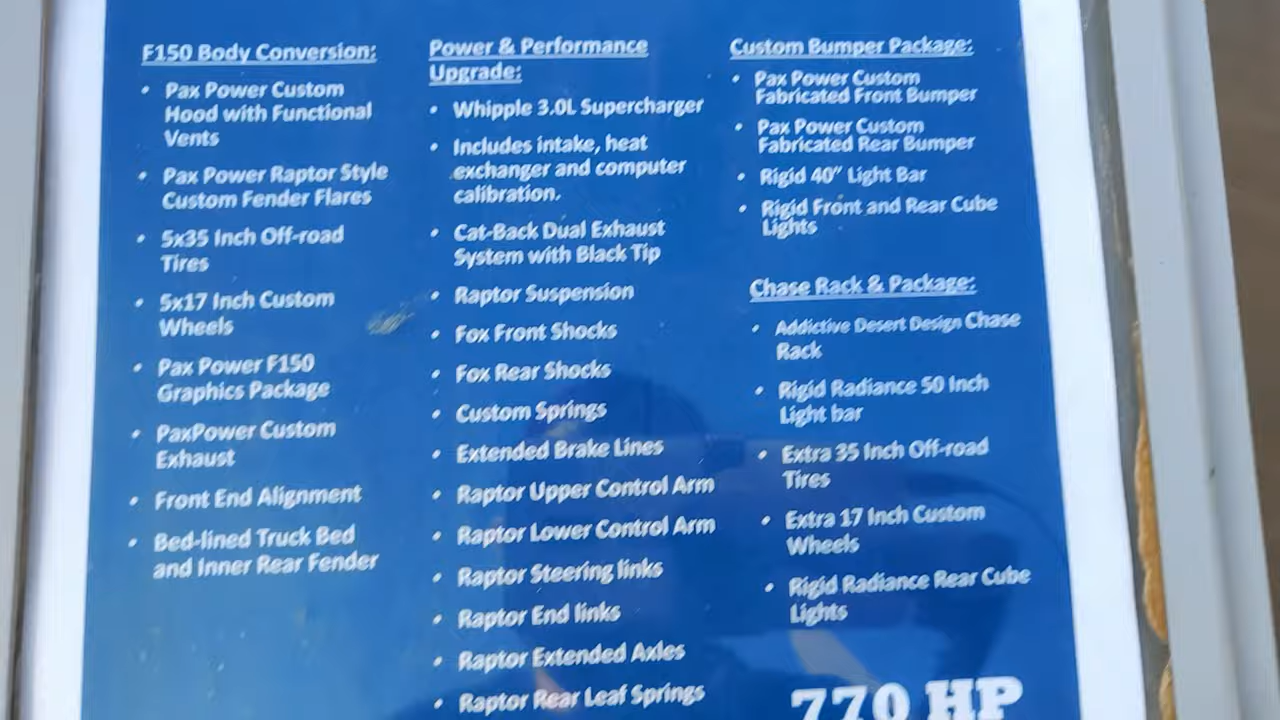 F150 Body Conversion:
• Pax Power Custom
Hood with Functional
Vents
• Pax Power Raptor Style
Custom Fender Flares
• 5x35 Inch Off-road
Tires
• 5x17 Inch Custom
Wheels
• Pax Power F150
Graphics Package
• PaxPower Custom
Exhaust
• Front End Alignment
• Bed-lined Truck Bed
and Inner Rear Fender
Power & Performance
Upgrade:
• Whipple 3.0L Supercharger
• Includes intake, heat
exchanger and computer
calibration.
• Cat-Back Dual Exhaust
System with Black Tip
• Raptor Suspension
• Fox Front Shocks
• Fox Rear Shocks
• Custom Springs
• Extended Brake Lines
• Raptor Upper Control Arm
• Raptor Lower Control Arm
• Raptor Steering links
• Raptor End links
• Raptor Extended Axles
• Raptor Rear Leaf Springs
Custom Bumper Package:
• Pax Power Custom
Fabricated Front Bumper
• Pax Power Custom
Fabricated Rear Bumper
• Rigid 40" Light Bar
• Rigid Front and Rear Cube
Lights
Chase Rack & Package:
• Addictive Desert Design Chase
Rack
• Rigid Radiance 50 Inch
Light bar
• Extra 35 Inch Off-road
Tires
• Extra 17 Inch Custom
Wheels
• Rigid Radiance Rear Cube
Lights
770 HP